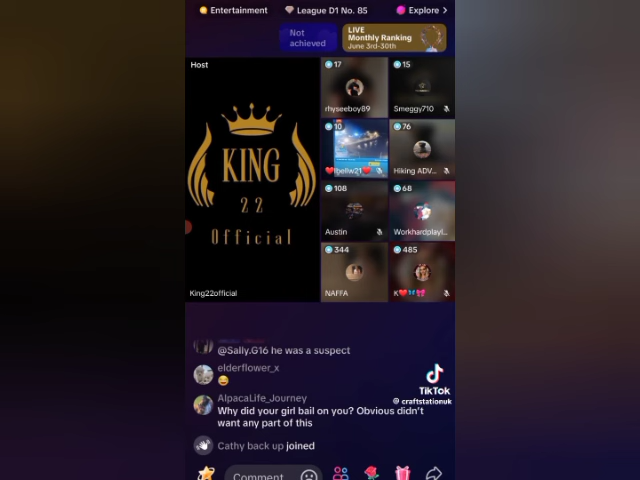 Entertainment
League D1 No. 85
Explore >
Not
achieved
LIVE
Monthly Ranking
June 3rd-30th
Host
KING
22
Official
King22official
17
rhyseeboy89
15
Smeggy710
10
76
Hiking ADV...
108
Austin
68
Workhardplayl...
344
NAFFA
485
K❤️🦋🎀
@Sally.G16 he was a suspect
elderflower_x
😂
AlpacaLife_Journey
Why did your girl bail on you? Obvious didn't
want any part of this
Cathy back up joined
TikTok
@craftstationuk
Comment...